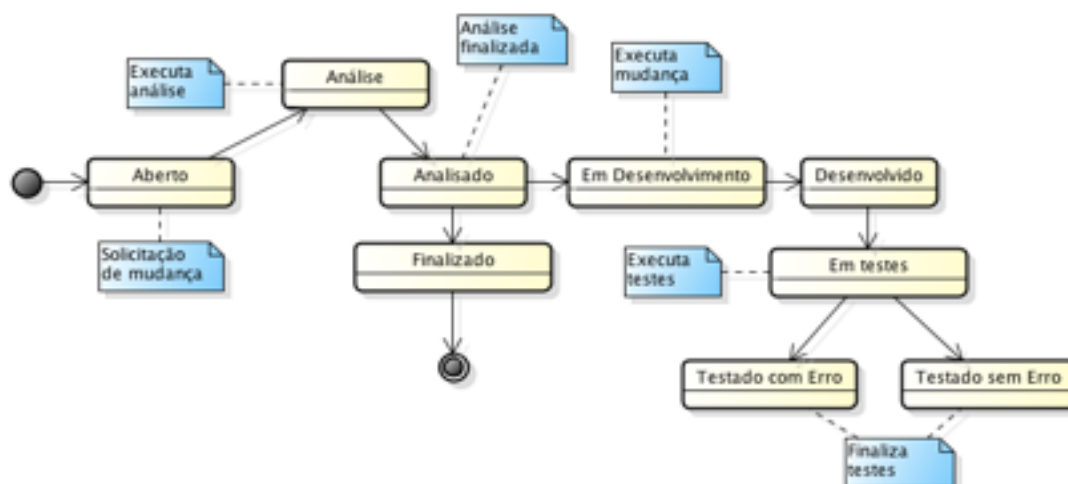 Análise
finalizada
Executa
mudança
Executa
análise
Análise
Aberto
Analisado
Em Desenvolvimento
Desenvolvido
Solicitação
de mudança
Finalizado
Executa
testes
Em testes
Testado com Erro
Testado sem Erro
Finaliza
testes